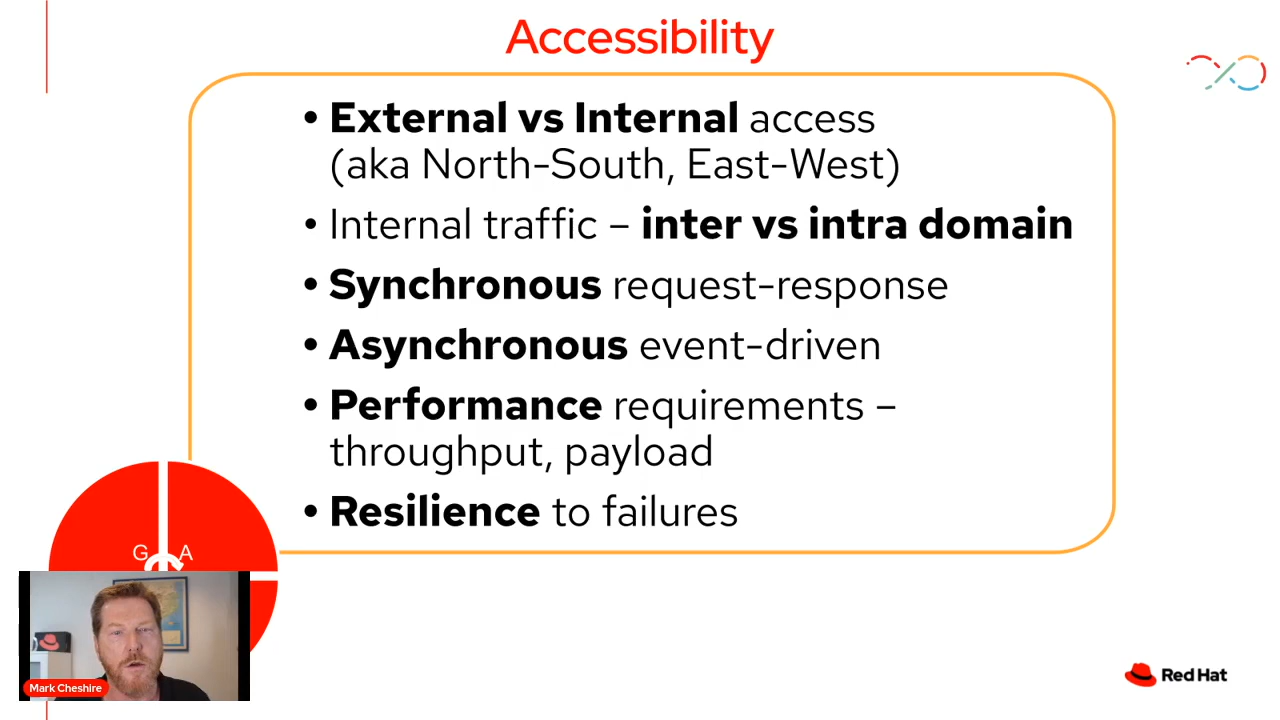 Accessibility
• External vs Internal access
(aka North-South, East-West)
• Internal traffic – inter vs intra domain
• Synchronous request-response
• Asynchronous event-driven
• Performance requirements –
throughput, payload
• Resilience to failures
G A
Mark Cheshire
Red Hat